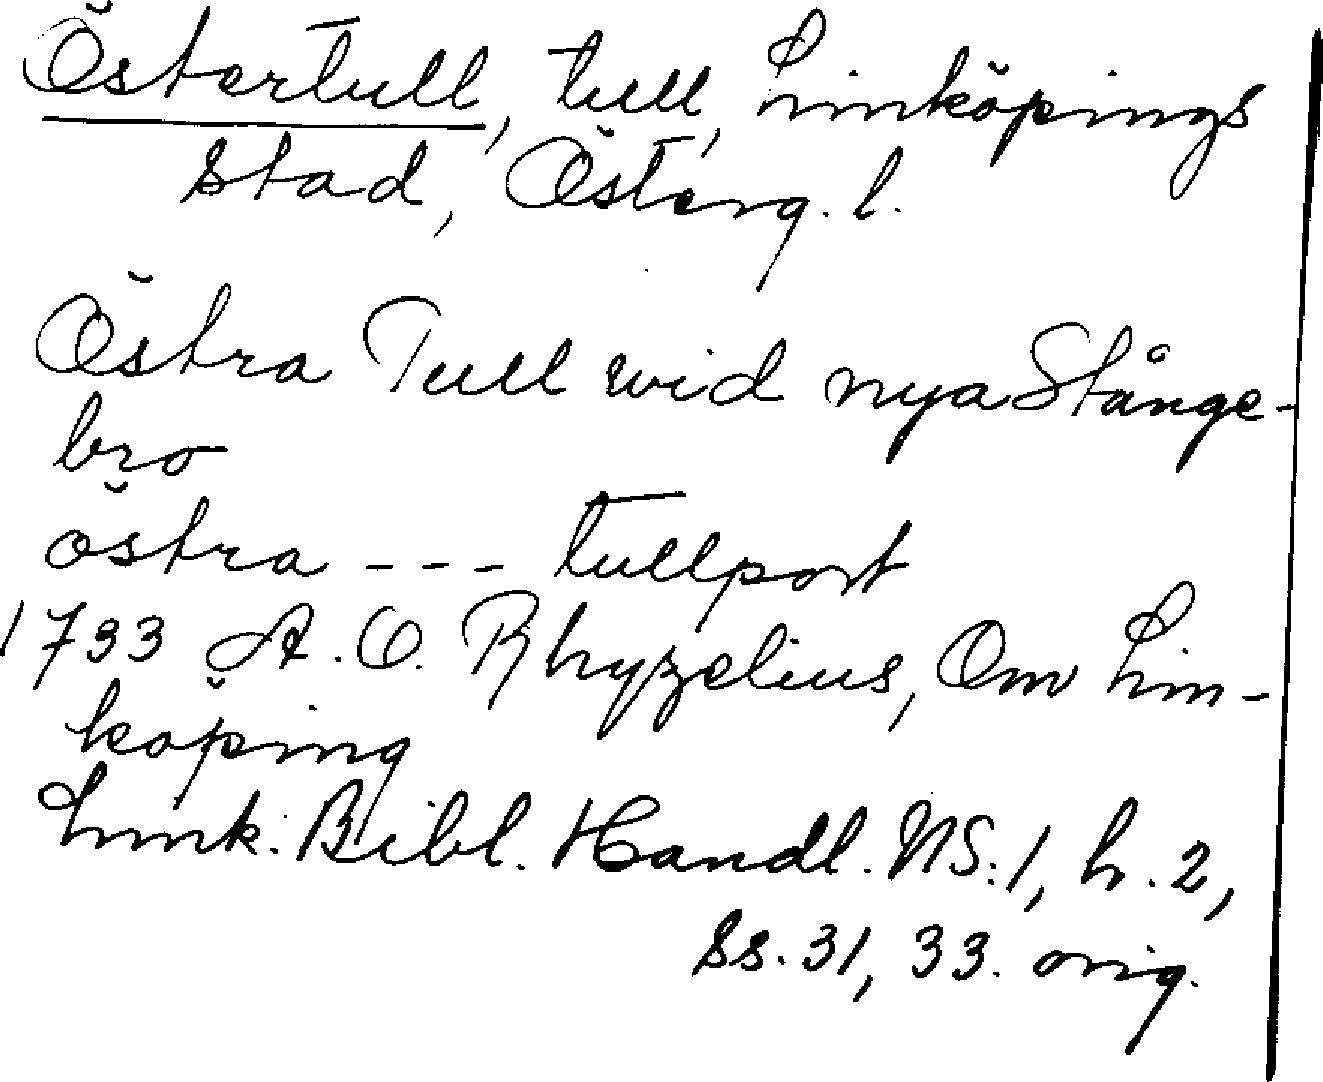 Östertull, tull, Linköpings
stad, Österg. l.
Östra Tull wid nya Stånge-
bro
östra --- tullport
1733 A. O. Rhyzelius, Om Lin-
köping
Link. Bibl. Handl. NS:1, h. 2,
ss. 31, 33. orig.